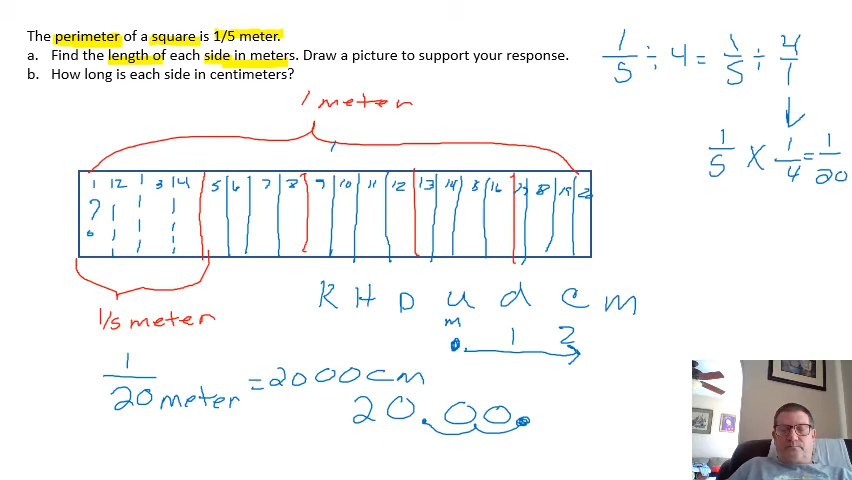 The perimeter of a square is 1/5 meter.
a. Find the length of each side in meters. Draw a picture to support your response.
b. How long is each side in centimeters?
1/5 ÷ 4 = 1/5 ÷ 4/1
1/5 X 1/4 = 1/20
1 meter
1 2 3 4 5 6 7 8 9 10 11 12 13 14 16 18 19
?
1/5 meter
K H D u d c m
m 1 2
1/20 meter = 2000 cm
20.00.